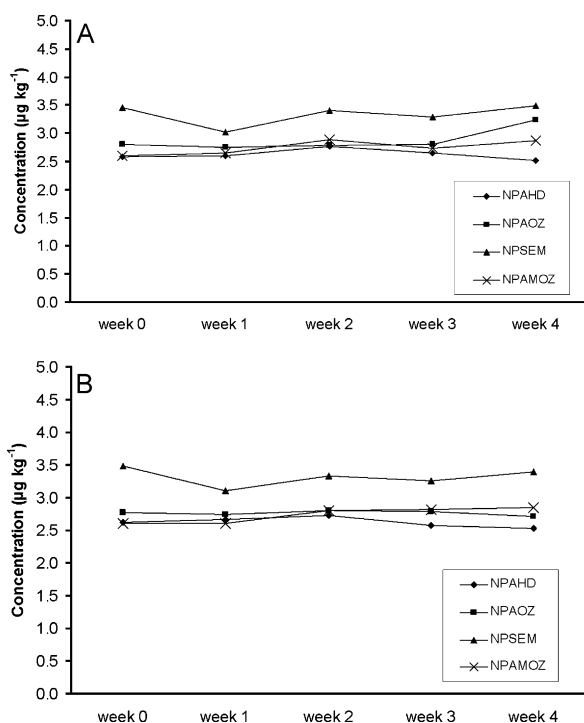 A
Concentration (µg kg-1)
5.0
4.5
4.0
3.5
3.0
2.5
2.0
1.5
1.0
0.5
0.0
week 0 week 1 week 2 week 3 week 4
NPAHD
NPAOZ
NPSEM
NPAMOZ
B
Concentration (µg kg-1)
5.0
4.5
4.0
3.5
3.0
2.5
2.0
1.5
1.0
0.5
0.0
week 0 week 1 week 2 week 3 week 4
NPAHD
NPAOZ
NPSEM
NPAMOZ